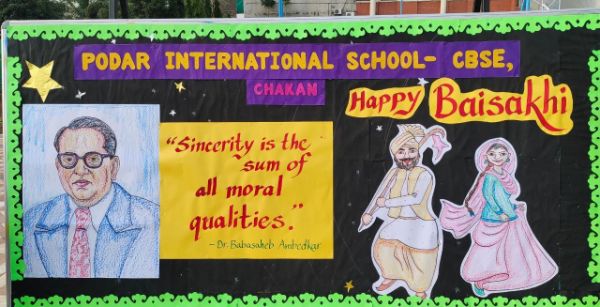 PODAR INTERNATIONAL SCHOOL- CBSE,
CHAKAN
Happy Baisakhi
"Sincerity is the
sum of
all moral
qualities."
- Dr. Babasaheb Ambedkar